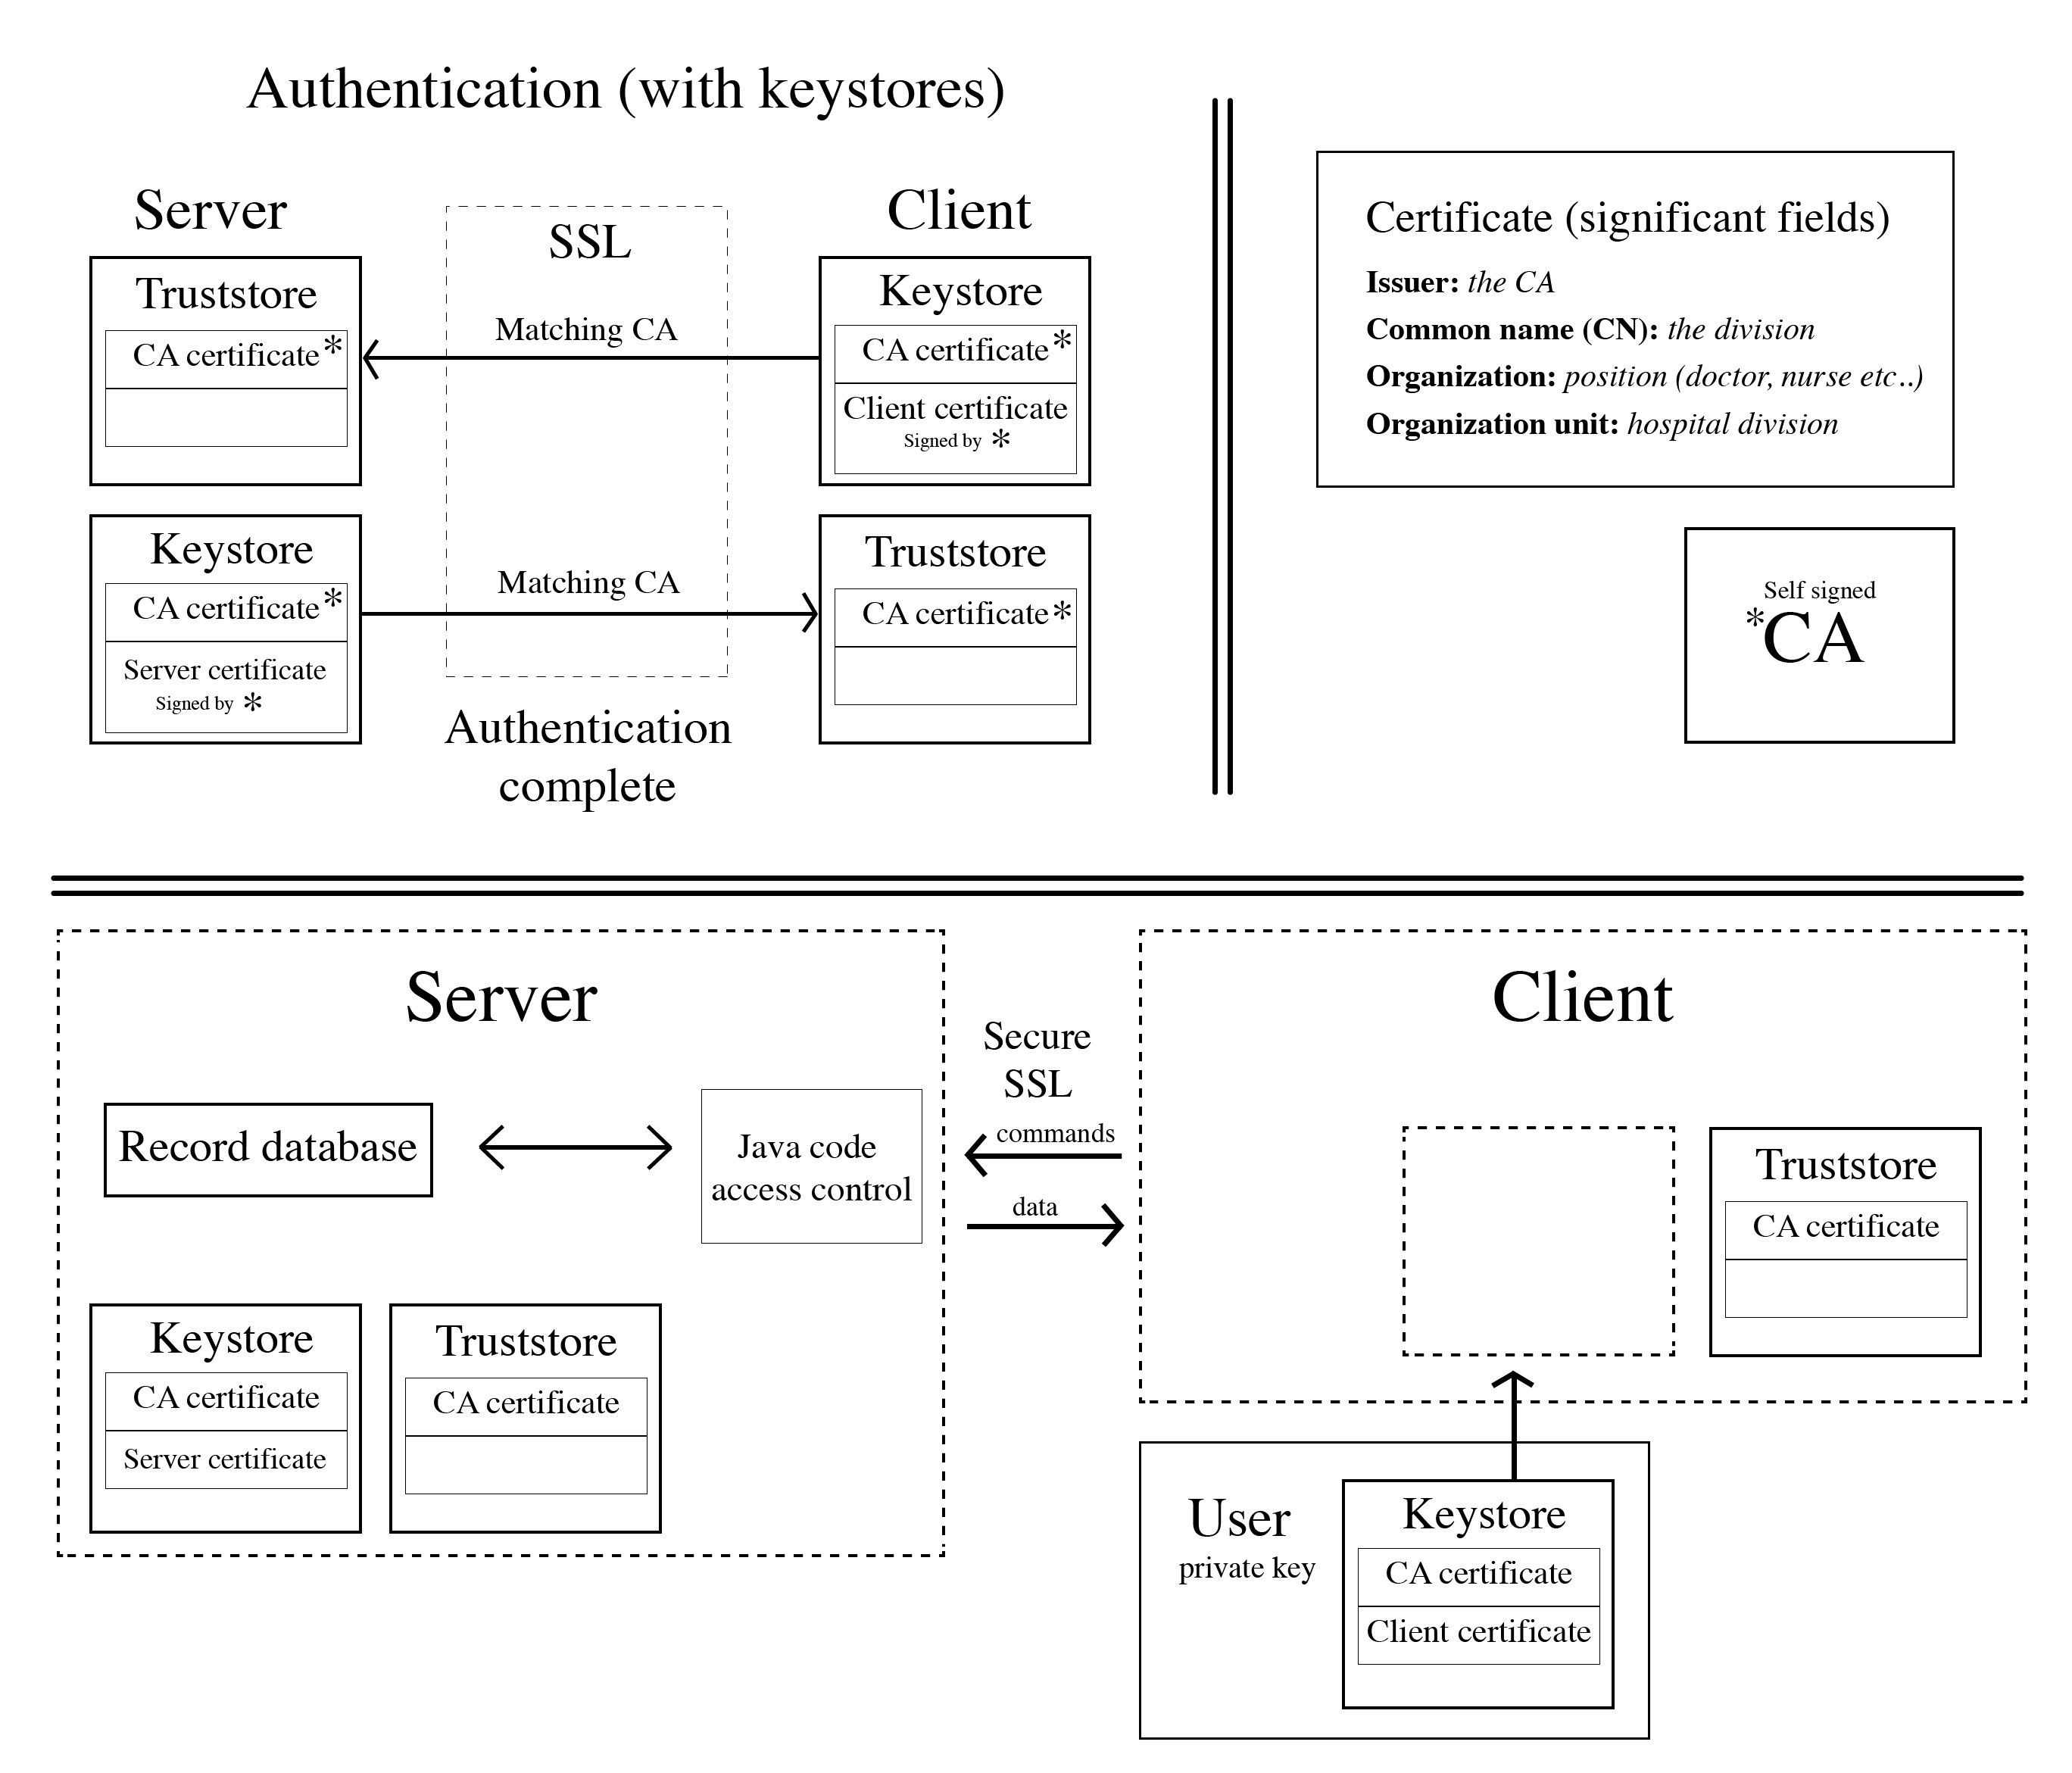 Authentication (with keystores)
Server
SSL
Client
Truststore
CA certificate*
Matching CA
Keystore
CA certificate*
Client certificate
Signed by *
Keystore
CA certificate*
Server certificate
Signed by *
Matching CA
Truststore
CA certificate*
Authentication
complete
Certificate (significant fields)
Issuer: the CA
Common name (CN): the division
Organization: position (doctor, nurse etc..)
Organization unit: hospital division
Self signed
*CA
Server
Record database
Java code
access control
Keystore
CA certificate
Server certificate
Truststore
CA certificate
Secure
SSL
commands
data
Client
Truststore
CA certificate
User
private key
Keystore
CA certificate
Client certificate